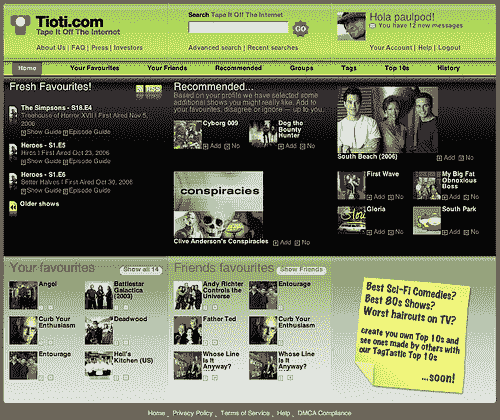 Tioti.com
Tape It Off The Internet
Search Tape It Off The Internet
GO
Hola paulpod!
You have 12 new messages
About Us | FAQ | Press | Investors
Advanced search | Recent searches
Your Account | Help | Logout
Home
Your Favourites
Your Friends
Recommended
Groups
Tags
Top 10s
History
Fresh Favourites!
RSS
The Simpsons - S18.E4
Treehouse of Horror XVII | First Aired Nov 5,
2006
Show Guide Episode Guide
Heroes - S1.E5
Hiros | First Aired Oct 23, 2006
Show Guide Episode Guide
Heroes - S1.E6
Better Halves | First Aired Oct 30, 2006
Show Guide Episode Guide
Older shows
Recommended...
Based on your profile we have selected some
additional shows you might really like. Add to
your favourites, disagree or ignore — up to you.
Cyborg 009
Add No
Dog the
Bounty
Hunter
Add No
South Beach (2006)
Add No
conspiracies
Clive Anderson's Conspiracies
Add No
First Wave
Add No
My Big Fat
Obnoxious
Boss
Add No
Gloria
Add No
South Park
Add No
Your favourites
Show all 14
Angel
Battlestar
Galactica
(2003)
Curb Your
Enthusiasm
Deadwood
Entourage
Hell's
Kitchen (US)
Friends favourites
Show Friends
Andy Richter
Controls the
Universe
Entourage
Father Ted
Curb Your
Enthusiasm
Whose Line
Is It
Anyway?
Whose Line
Is It
Anyway?
Best Sci-Fi Comedies?
Best 80s Shows?
Worst haircuts on TV?
create you own Top 10s and
see ones made by others with
our TagTastic Top 10s
...soon!
Home _ Privacy Policy _ Terms of Service _ Help _ DMCA Compliance